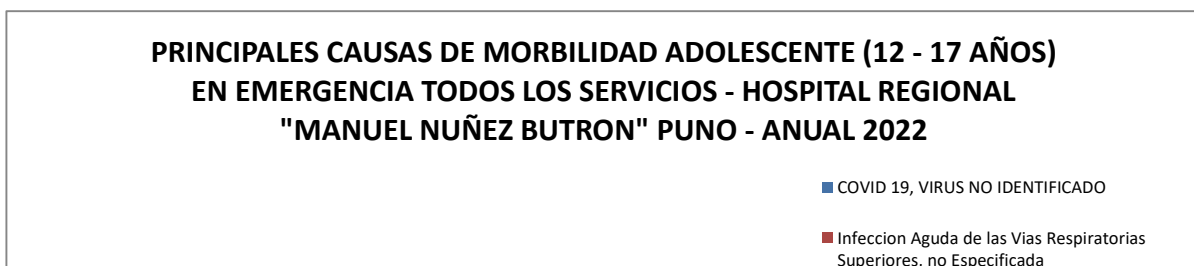 PRINCIPALES CAUSAS DE MORBILIDAD ADOLESCENTE (12 - 17 AÑOS)
EN EMERGENCIA TODOS LOS SERVICIOS - HOSPITAL REGIONAL
"MANUEL NUÑEZ BUTRON" PUNO - ANUAL 2022
COVID 19, VIRUS NO IDENTIFICADO
Infeccion Aguda de las Vias Respiratorias
Superiores, no Especificada